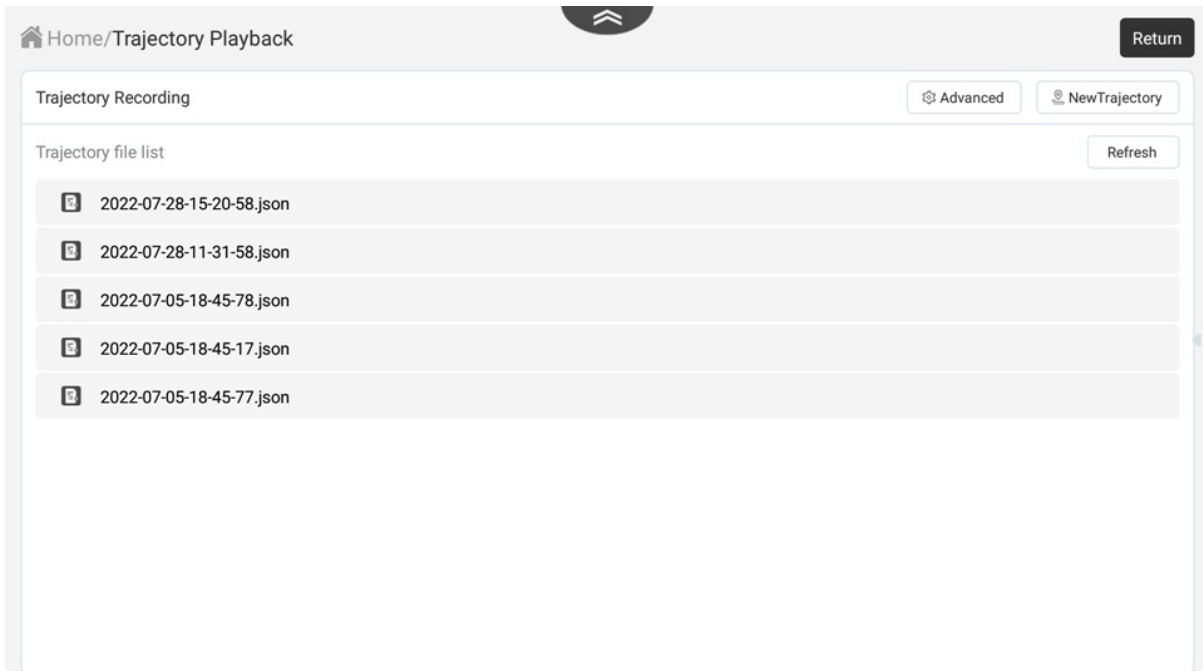 Home/Trajectory Playback
Return
Trajectory Recording
Advanced
NewTrajectory
Trajectory file list
Refresh
2022-07-28-15-20-58.json
2022-07-28-11-31-58.json
2022-07-05-18-45-78.json
2022-07-05-18-45-17.json
2022-07-05-18-45-77.json